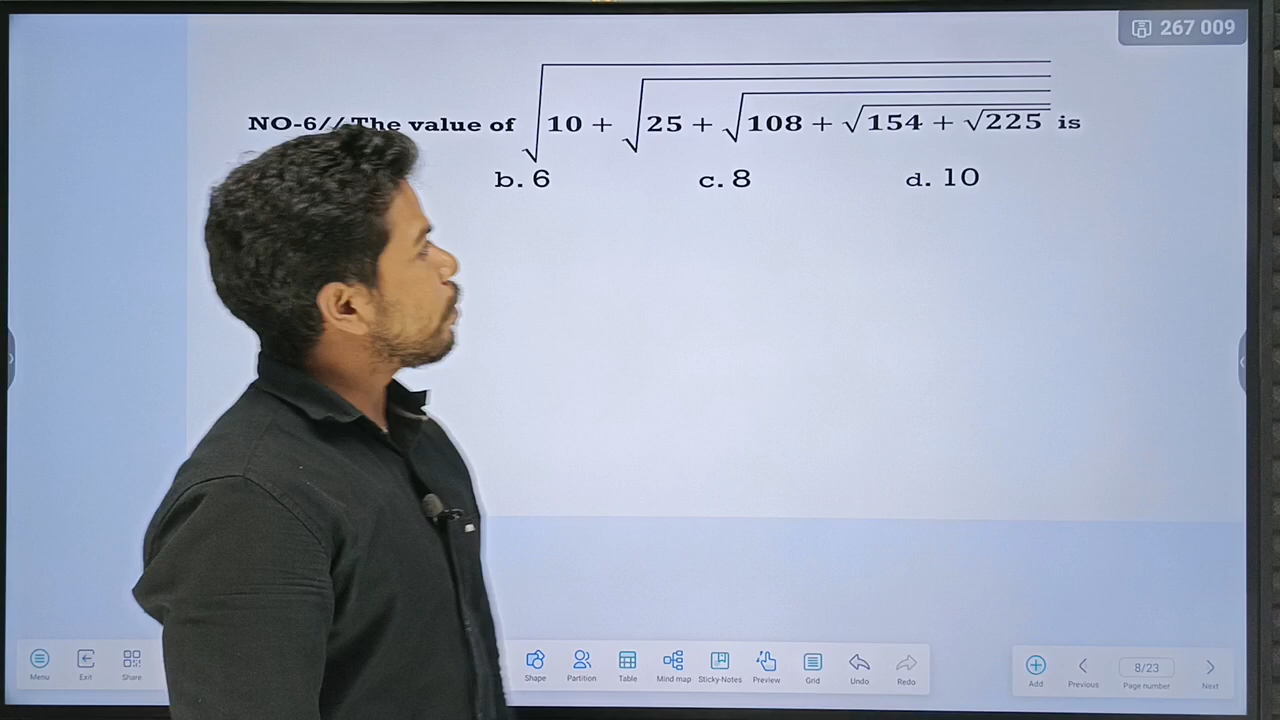 267 009
NO-6// The value of √10 + √25 + √108 + √154 + √225 is
b. 6 c. 8 d. 10
Menu Exit Share Shape Partition Table Mind map Sticky-Notes Preview Grid Undo Redo Add Previous 8/23 Page number Next